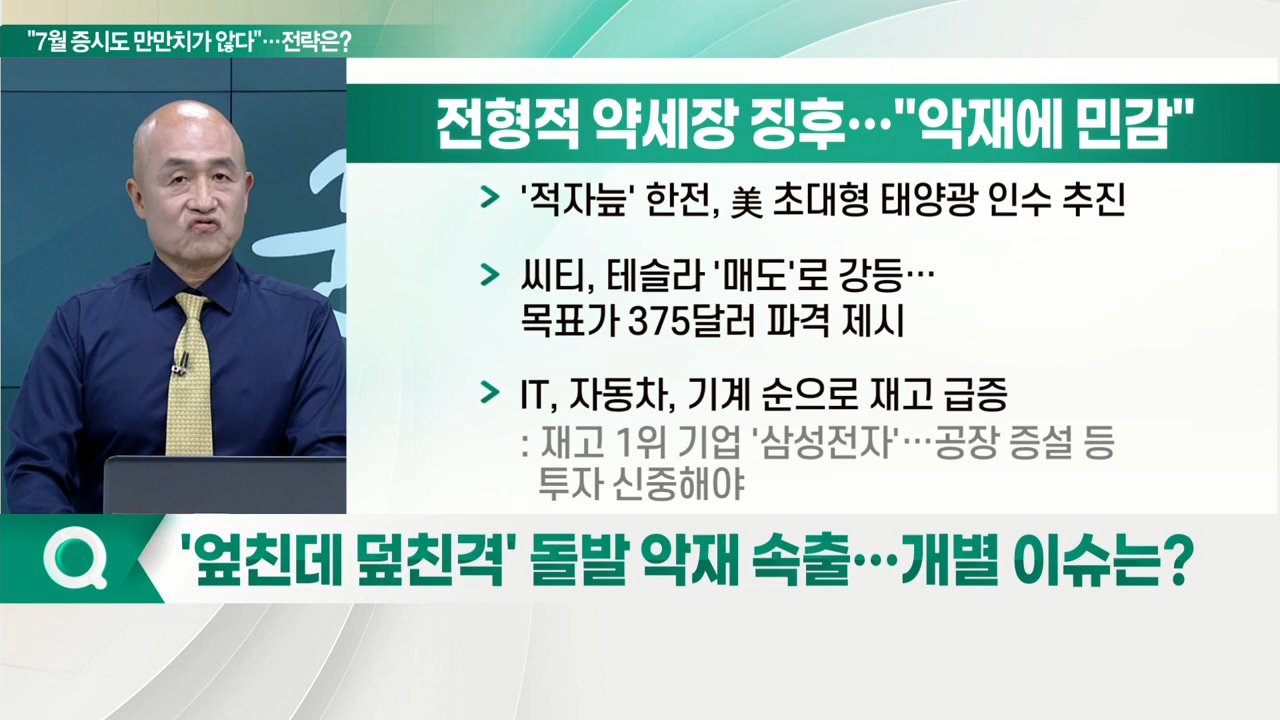 "7월 증시도 만만치가 않다"…전략은?
전형적 약세장 징후…"악재에 민감"
> '적자늪' 한전, 美 초대형 태양광 인수 추진
> 씨티, 테슬라 '매도'로 강등…
목표가 375달러 파격 제시
> IT, 자동차, 기계 순으로 재고 급증
: 재고 1위 기업 '삼성전자'…공장 증설 등
투자 신중해야
'엎친데 덮친격' 돌발 악재 속출…개별 이슈는?